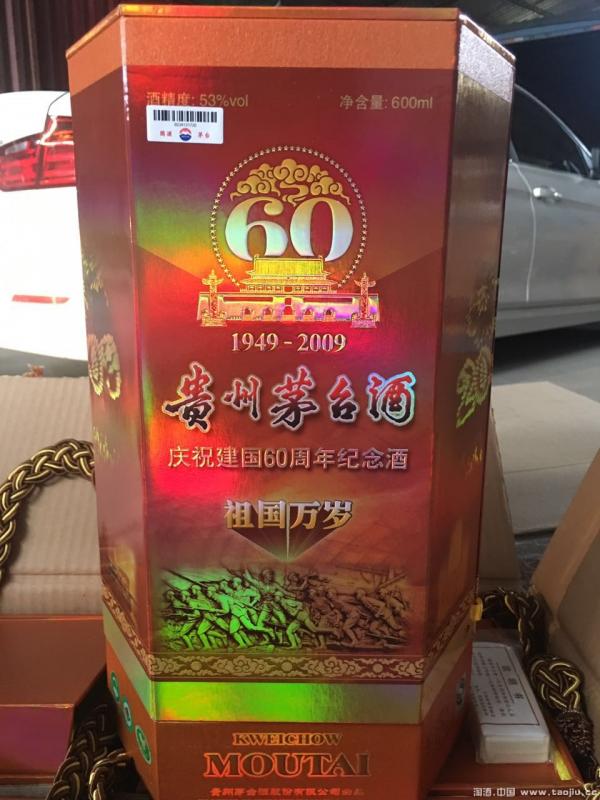 酒精度: 53%vol
净含量: 600ml
茅台
60
1949-2009
贵州茅台酒
庆祝建国60周年纪念酒
祖国万岁
KWEICHOW
MOUTAI
贵州茅台酒股份有限公司出品
淘酒.中国 www.taojiu.cc